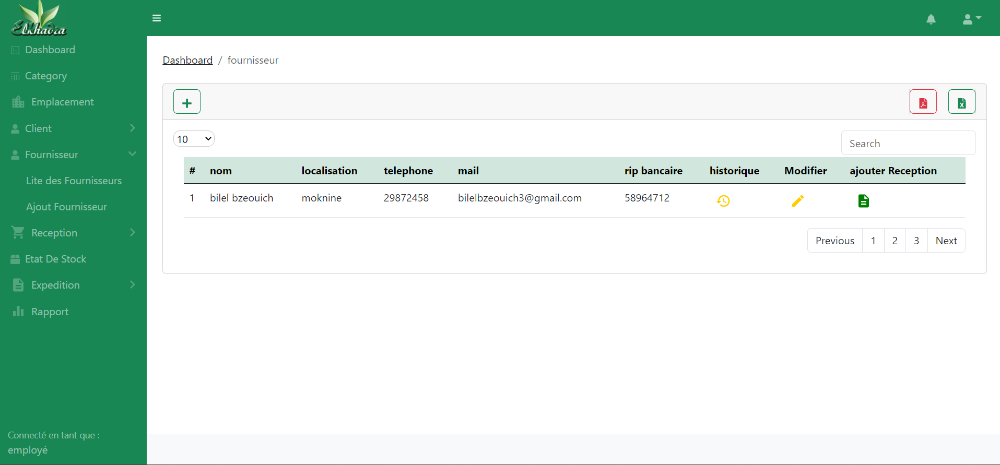 Elkhadra
Dashboard
Category
Emplacement
Client
Fournisseur
Lite des Fournisseurs
Ajout Fournisseur
Reception
Etat De Stock
Expedition
Rapport
Connecté en tant que :
employé
Dashboard / fournisseur
10
Search
# nom localisation telephone mail rip bancaire historique Modifier ajouter Reception
1 bilel bzeouich moknine 29872458 bilelbzeouich3@gmail.com 58964712
Previous 1 2 3 Next